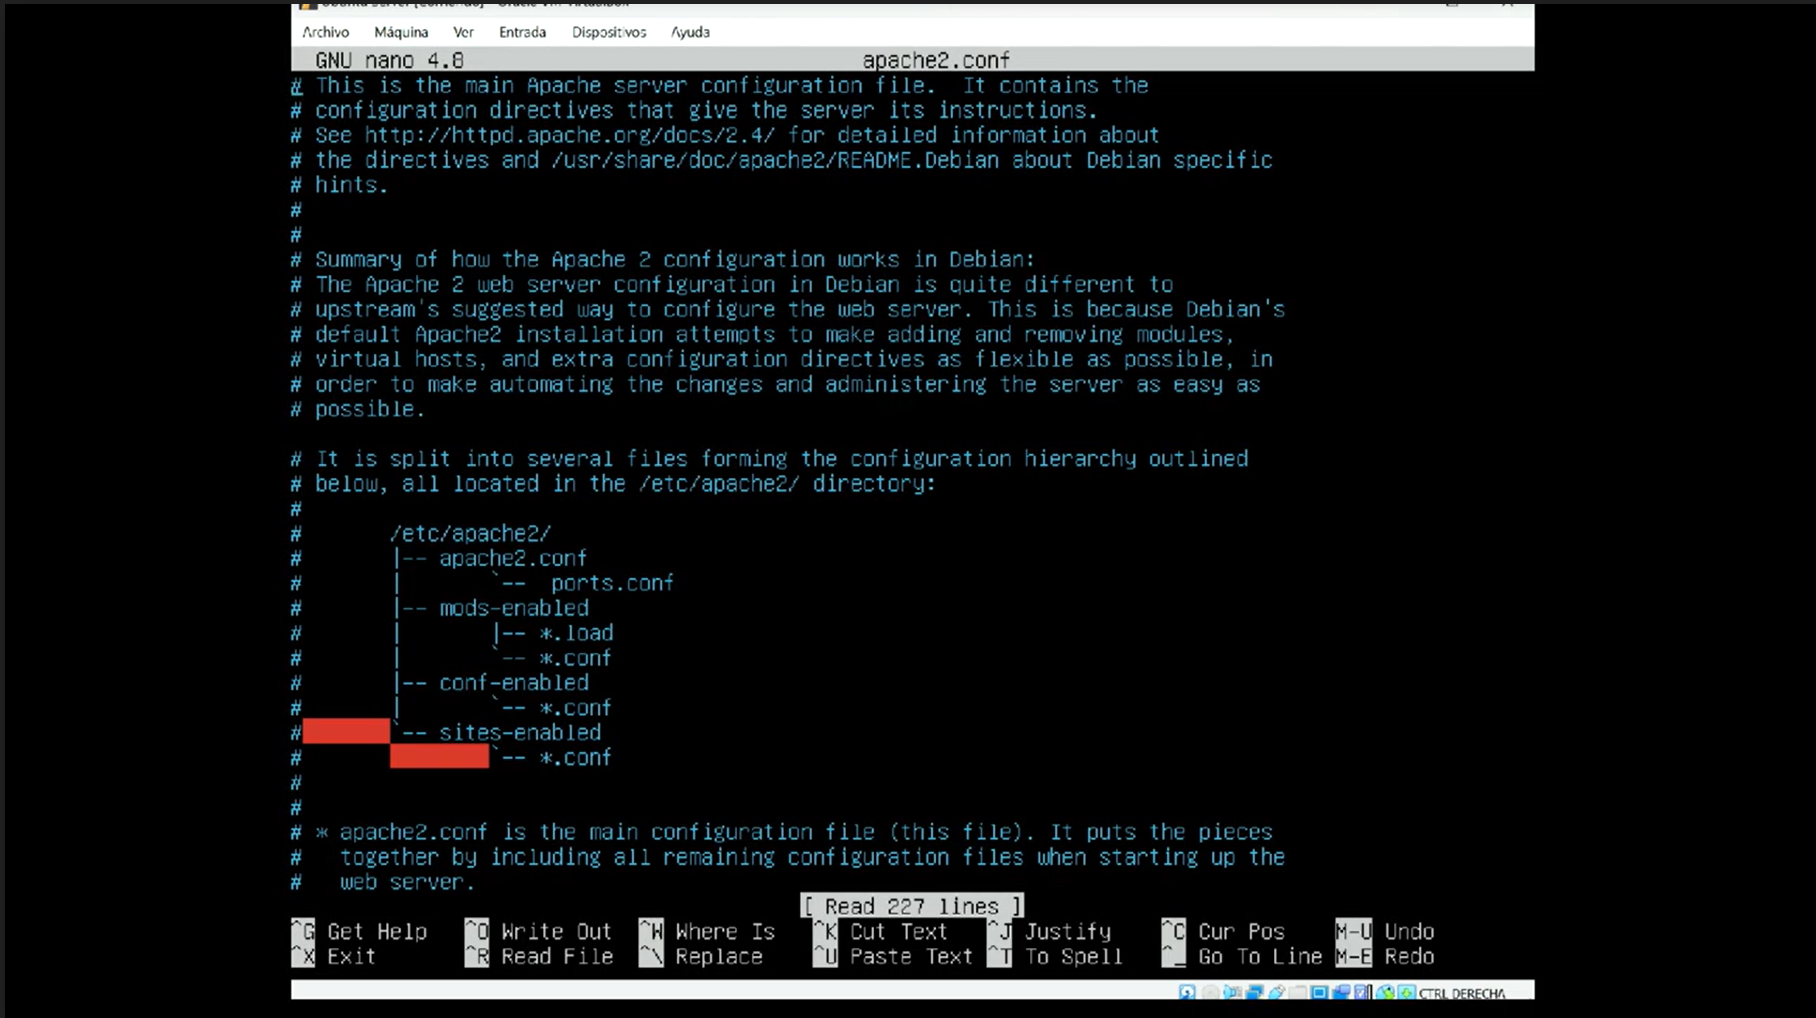 Archivo Máquina Ver Entrada Dispositivos Ayuda
GNU nano 4.8 apache2.conf
# This is the main Apache server configuration file.  It contains the
# configuration directives that give the server its instructions.
# See http://httpd.apache.org/docs/2.4/ for detailed information about
# the directives and /usr/share/doc/apache2/README.Debian about Debian specific
# hints.
#
#
# Summary of how the Apache 2 configuration works in Debian:
# The Apache 2 web server configuration in Debian is quite different to
# upstream's suggested way to configure the web server. This is because Debian's
# default Apache2 installation attempts to make adding and removing modules,
# virtual hosts, and extra configuration directives as flexible as possible, in
# order to make automating the changes and administering the server as easy as
# possible.
# It is split into several files forming the configuration hierarchy outlined
# below, all located in the /etc/apache2/ directory:
#
#       /etc/apache2/
#       |-- apache2.conf
#       |       `--  ports.conf
#       |-- mods-enabled
#       |       |-- *.load
#       |       `-- *.conf
#       |-- conf-enabled
#       |       `-- *.conf
#       `-- sites-enabled
#               `-- *.conf
#
#
# * apache2.conf is the main configuration file (this file). It puts the pieces
#   together by including all remaining configuration files when starting up the
#   web server.
[ Read 227 lines ]
^G Get Help ^O Write Out ^W Where Is ^K Cut Text ^J Justify ^C Cur Pos M-U Undo
^X Exit ^R Read File ^\ Replace ^U Paste Text ^T To Spell ^_ Go To Line M-E Redo
CTRL DERECHA